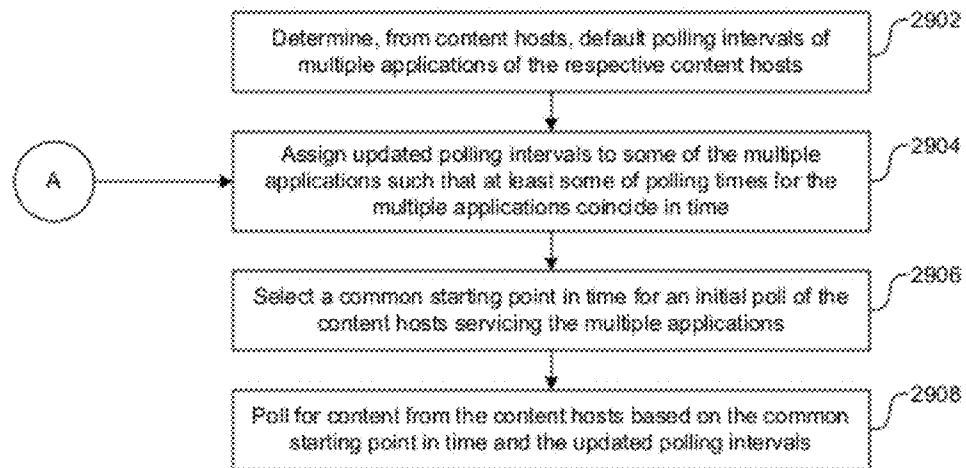 2902
Determine, from content hosts, default polling intervals of
multiple applications of the respective content hosts
2904
Assign updated polling intervals to some of the multiple
applications such that at least some of polling times for the
multiple applications coincide in time
A
2906
Select a common starting point in time for an initial poll of the
content hosts servicing the multiple applications
2908
Poll for content from the content hosts based on the common
starting point in time and the updated polling intervals